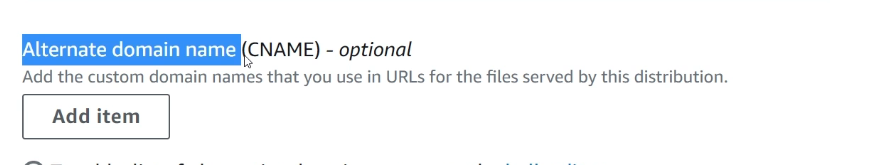 Alternate domain name (CNAME) - optional
Add the custom domain names that you use in URLs for the files served by this distribution.
Add item